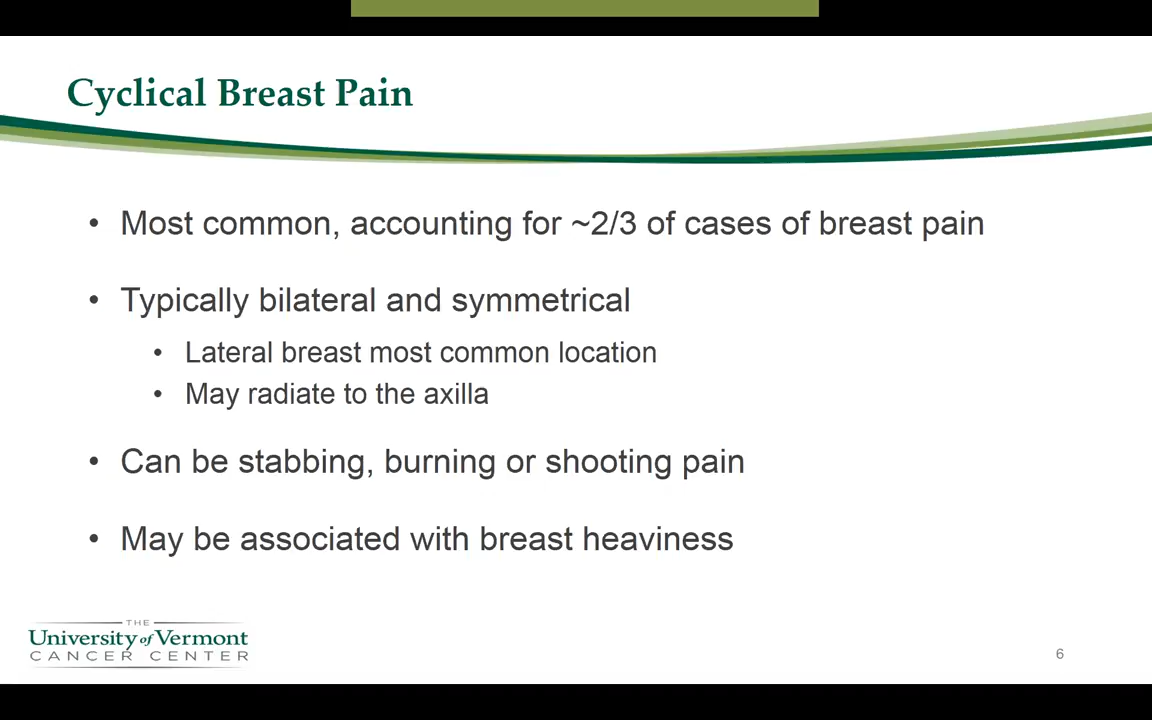 Cyclical Breast Pain
• Most common, accounting for ~2/3 of cases of breast pain
• Typically bilateral and symmetrical
• Lateral breast most common location
• May radiate to the axilla
• Can be stabbing, burning or shooting pain
• May be associated with breast heaviness
THE
University of Vermont
CANCER CENTER
6